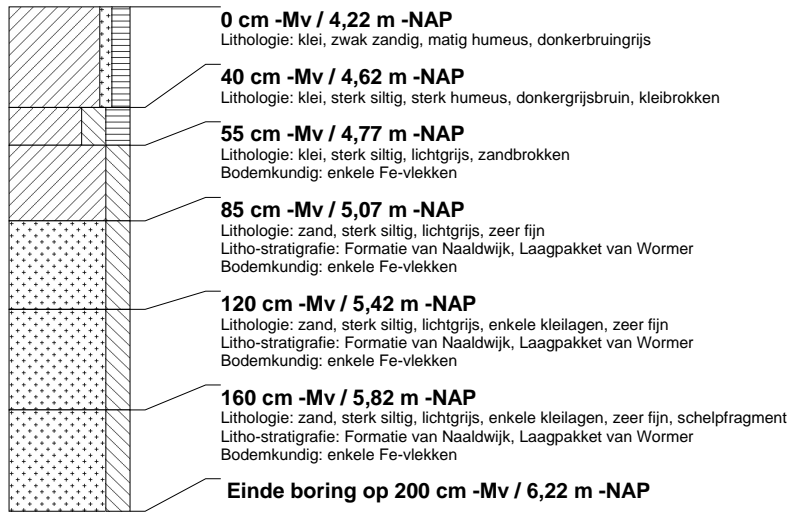 0 cm -Mv / 4,22 m -NAP
Lithologie: klei, zwak zandig, matig humeus, donkerbruingrijs
40 cm -Mv / 4,62 m -NAP
Lithologie: klei, sterk siltig, sterk humeus, donkergrijsbruin, kleibrokken
55 cm -Mv / 4,77 m -NAP
Lithologie: klei, sterk siltig, lichtgrijs, zandbrokken
Bodemkundig: enkele Fe-vlekken
85 cm -Mv / 5,07 m -NAP
Lithologie: zand, sterk siltig, lichtgrijs, zeer fijn
Litho-stratigrafie: Formatie van Naaldwijk, Laagpakket van Wormer
Bodemkundig: enkele Fe-vlekken
120 cm -Mv / 5,42 m -NAP
Lithologie: zand, sterk siltig, lichtgrijs, enkele kleilagen, zeer fijn
Litho-stratigrafie: Formatie van Naaldwijk, Laagpakket van Wormer
Bodemkundig: enkele Fe-vlekken
160 cm -Mv / 5,82 m -NAP
Lithologie: zand, sterk siltig, lichtgrijs, enkele kleilagen, zeer fijn, schelpfragment
Litho-stratigrafie: Formatie van Naaldwijk, Laagpakket van Wormer
Bodemkundig: enkele Fe-vlekken
Einde boring op 200 cm -Mv / 6,22 m -NAP